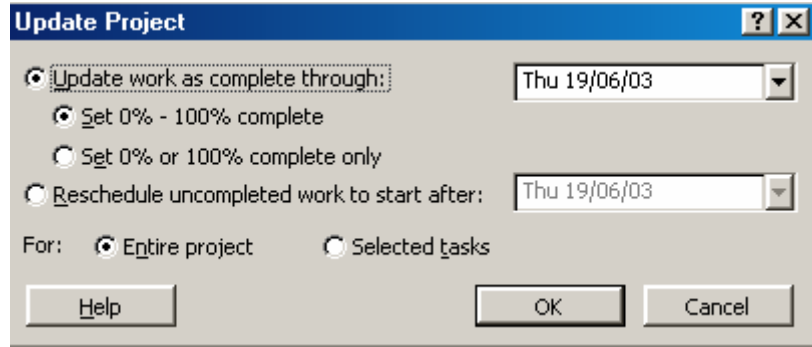 Update Project
Update work as complete through: Thu 19/06/03
Set 0% - 100% complete
Set 0% or 100% complete only
Reschedule uncompleted work to start after: Thu 19/06/03
For: Entire project Selected tasks
Help OK Cancel